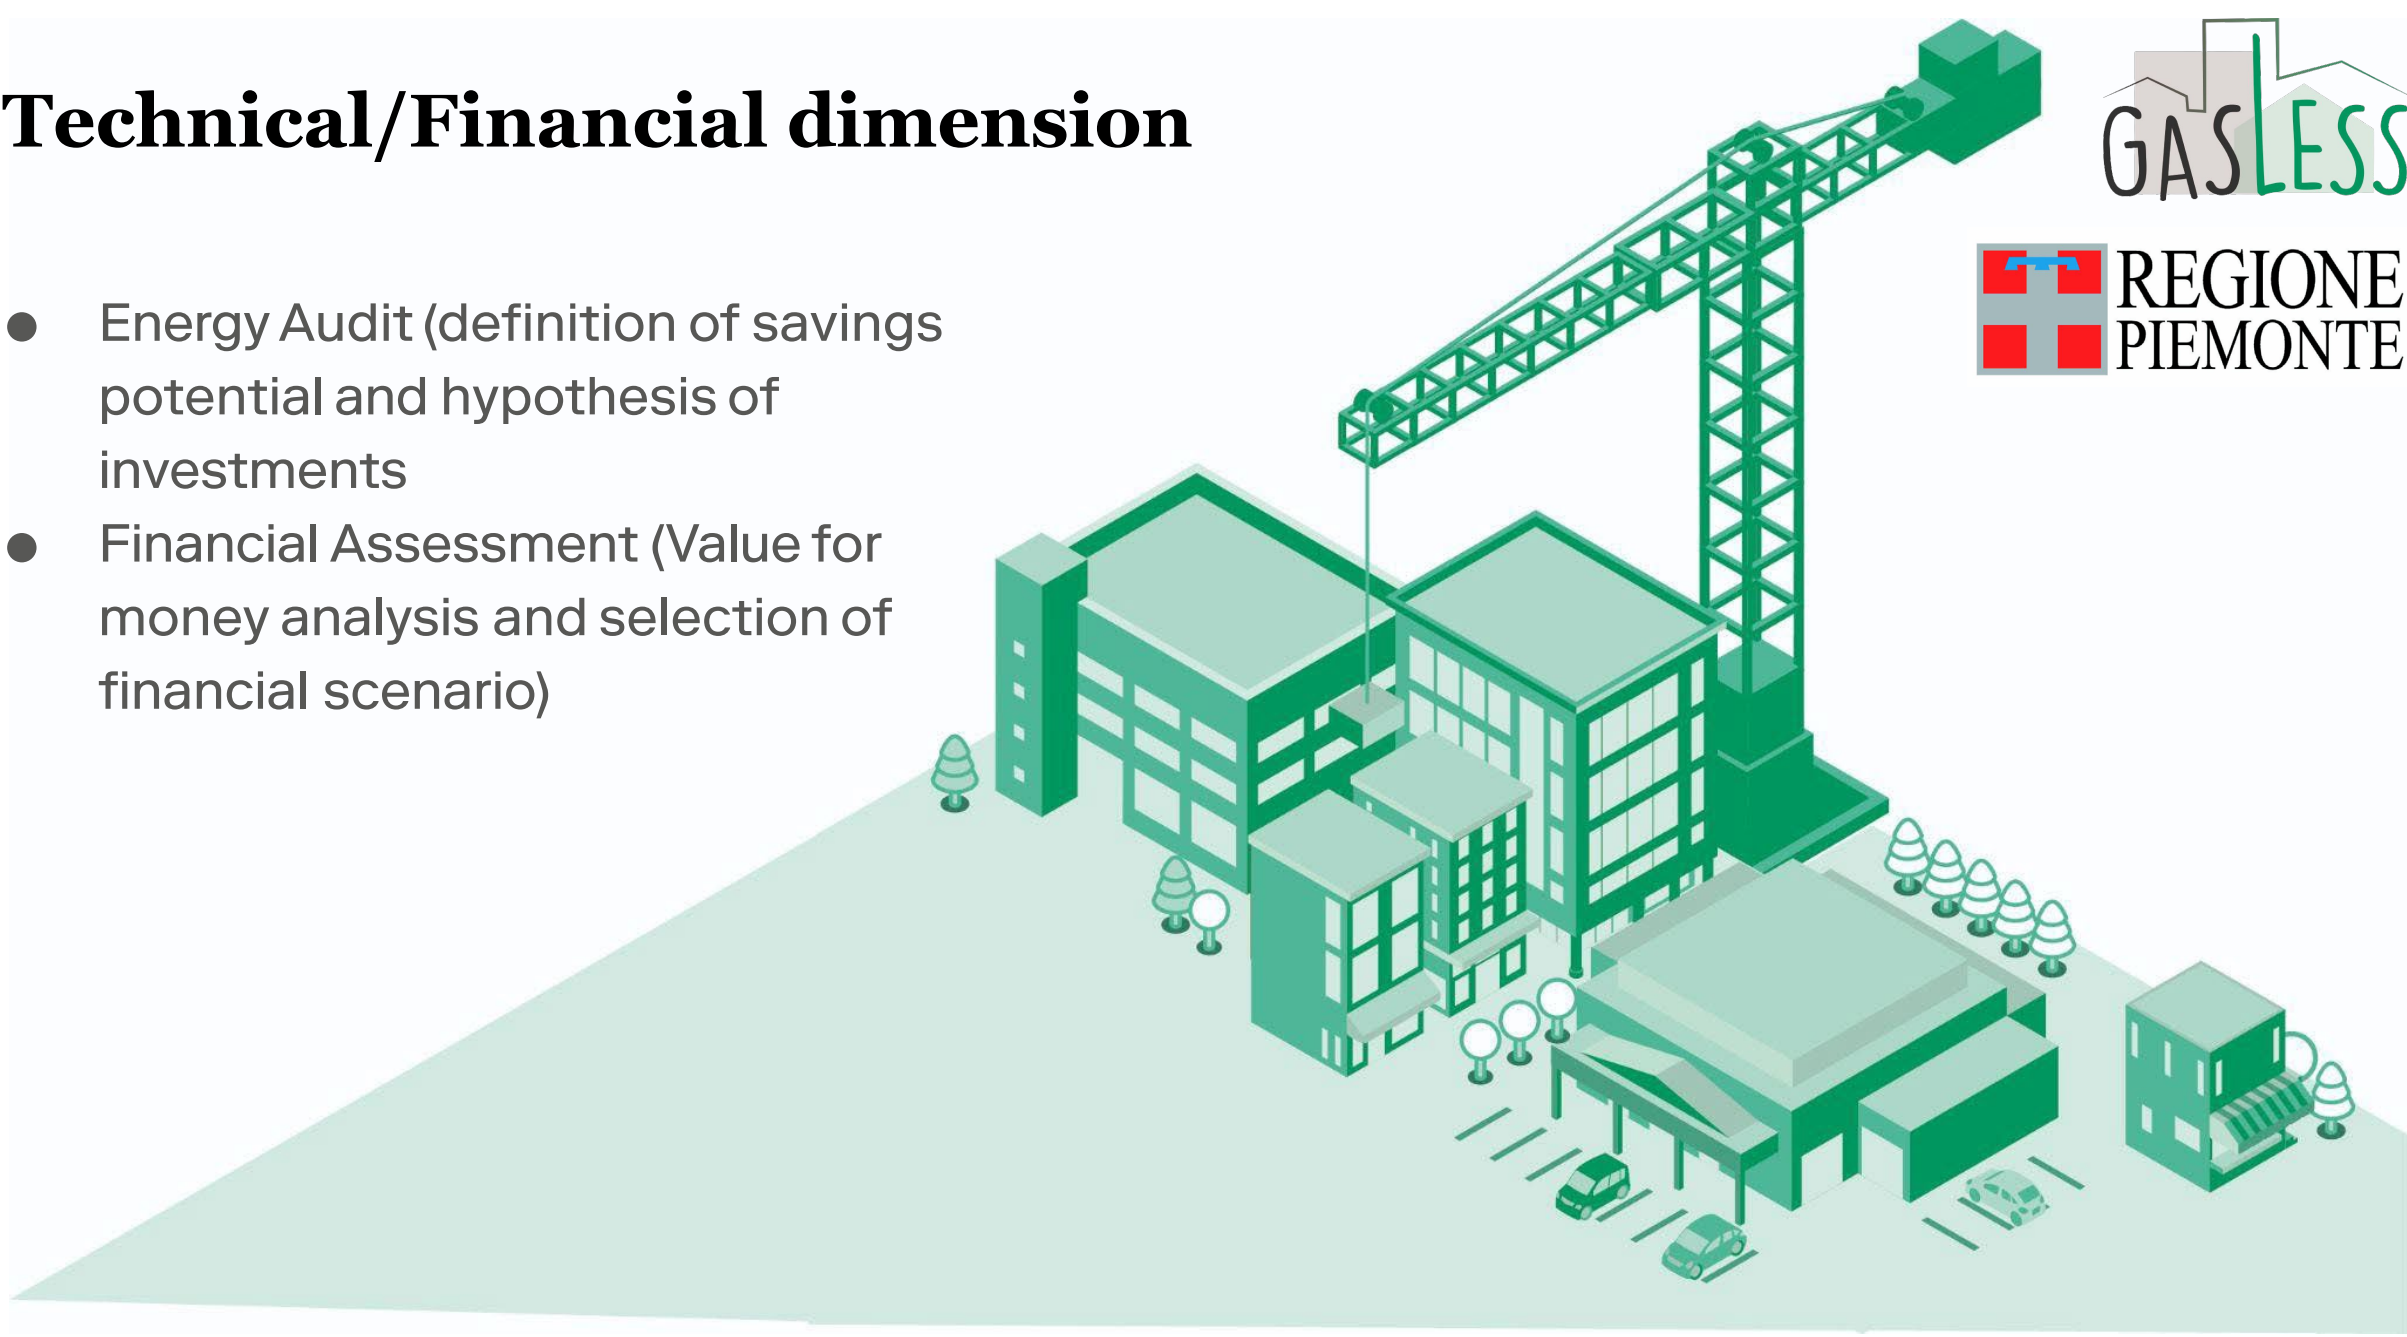 Technical/Financial dimension
GASLESS
REGIONE
PIEMONTE
● Energy Audit (definition of savings
potential and hypothesis of
investments
● Financial Assessment (Value for
money analysis and selection of
financial scenario)